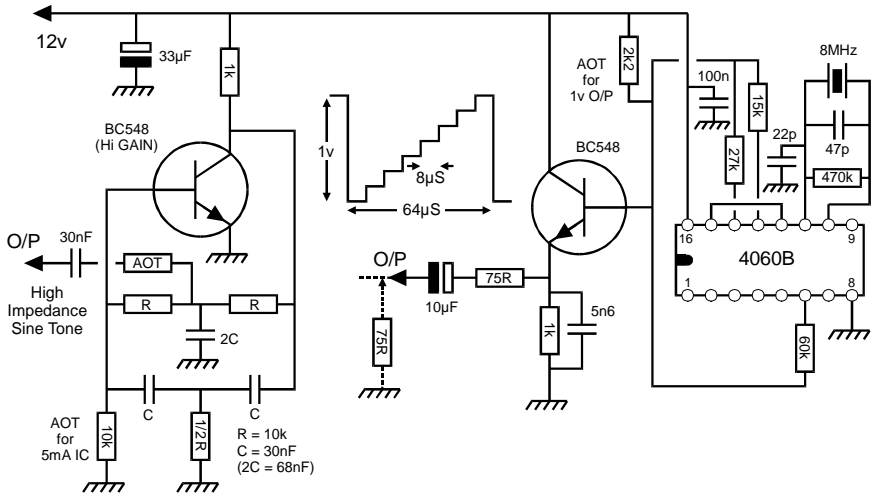 12v
33µF
1k
BC548
(Hi GAIN)
O/P
30nF
High
Impedance
Sine Tone
AOT
R
R
2C
C
C
AOT
for
5mA IC
10k
1/2 R
R = 10k
C = 30nF
(2C = 68nF)
1v
8µS
64µS
O/P
10µF
75R
75R
1k
5n6
BC548
AOT
for
1v O/P
2k2
100n
27k
15k
22p
8MHz
47p
470k
16
9
4060B
1
8
60k